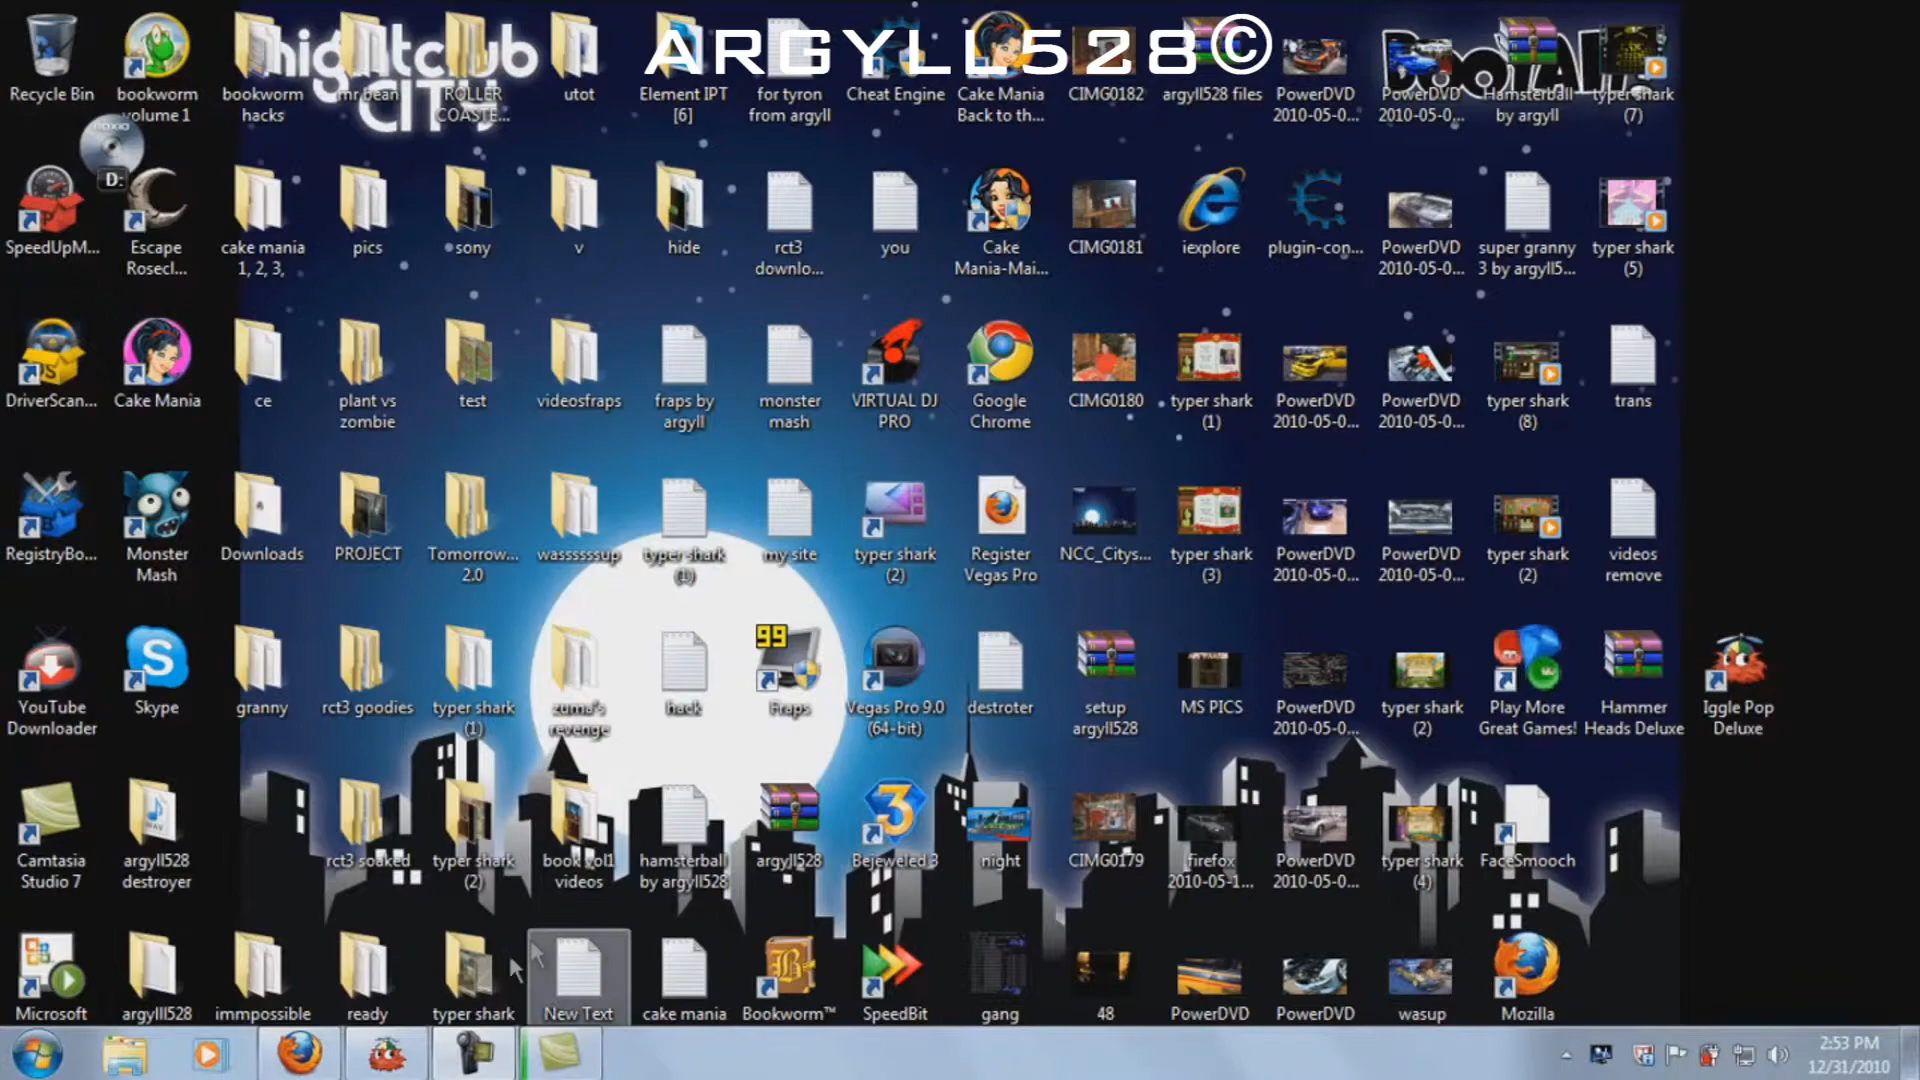 ARGYLL528©
nightclub
CITY
BOOTAH!!
Recycle Bin
bookworm
volume 1
bookworm
hacks
mr bean
ROLLER
COASTE...
utot
Element IPT
[6]
for tyron
from argyll
Cheat Engine
Cake Mania
Back to th...
CIMG0182
argyll528 files
PowerDVD
2010-05-0...
PowerDVD
2010-05-0...
Hamsterball
by argyll
typer shark
(7)
D:
SpeedUpM...
Escape
Rosecl...
cake mania
1, 2, 3,
pics
sony
v
hide
rct3
downlo...
you
Cake
Mania-Mai...
CIMG0181
iexplore
plugin-con...
PowerDVD
2010-05-0...
super granny
3 by argyll5...
typer shark
(5)
DriverScan...
Cake Mania
ce
plant vs
zombie
test
videosfraps
fraps by
argyll
monster
mash
VIRTUAL DJ
PRO
Google
Chrome
CIMG0180
typer shark
(1)
PowerDVD
2010-05-0...
PowerDVD
2010-05-0...
typer shark
(8)
trans
RegistryBo...
Monster
Mash
Downloads
PROJECT
Tomorrow...
2.0
wassssssup
typer shark
(1)
my site
typer shark
(2)
Register
Vegas Pro
NCC_Citys...
typer shark
(3)
PowerDVD
2010-05-0...
PowerDVD
2010-05-0...
typer shark
(2)
videos
remove
YouTube
Downloader
Skype
granny
rct3 goodies
typer shark
(1)
zuma's
revenge
hack
99
Fraps
Vegas Pro 9.0
(64-bit)
destroter
setup
argyll528
MS PICS
PowerDVD
2010-05-0...
typer shark
(2)
Play More
Great Games!
Hammer
Heads Deluxe
Iggle Pop
Deluxe
Camtasia
Studio 7
argyll528
destroyer
rct3 soaked
typer shark
(2)
book vol1
videos
hamsterball
by argyll528
argyll528
Bejeweled 3
night
CIMG0179
firefox
2010-05-1...
PowerDVD
2010-05-0...
typer shark
(4)
FaceSmooch
Microsoft
argylll528
immpossible
ready
typer shark
New Text
cake mania
Bookworm™
SpeedBit
gang
48
PowerDVD
PowerDVD
wasup
Mozilla
2:53 PM
12/31/2010